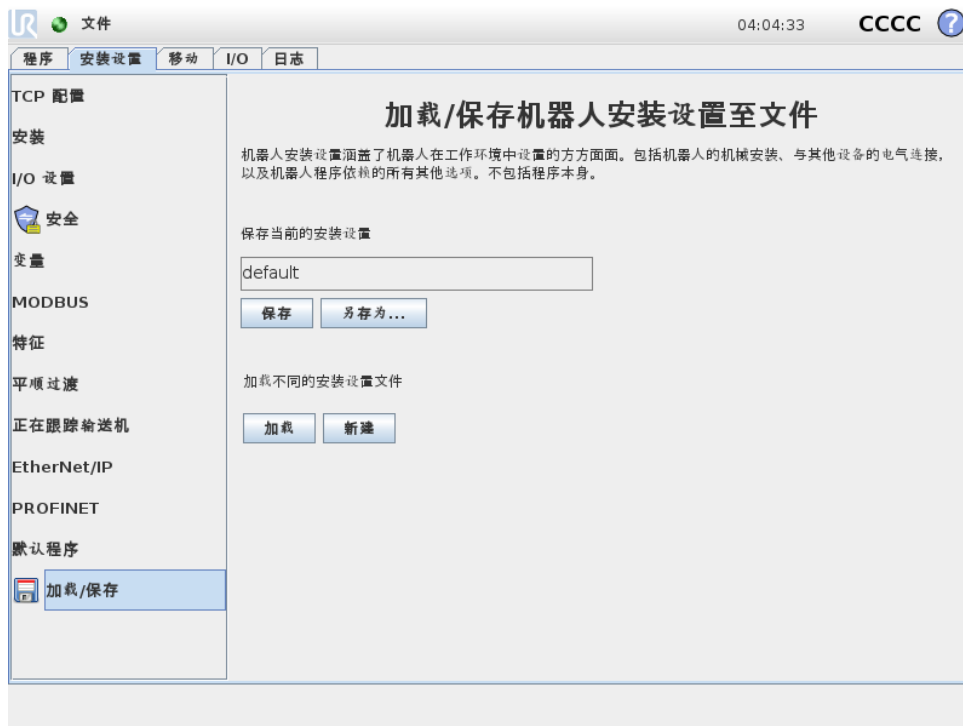 UR 文件 04:04:33 CCCC ?
程序 安装设置 移动 I/O 日志
TCP 配置
安装
I/O 设置
安全
变量
MODBUS
特征
平顺过渡
正在跟踪输送机
EtherNet/IP
PROFINET
默认程序
加载/保存
加载/保存机器人安装设置至文件
机器人安装设置涵盖了机器人在工作环境中设置的方方面面。包括机器人的机械安装、与其他设备的电气连接，
以及机器人程序依赖的所有其他选项。不包括程序本身。
保存当前的安装设置
default
保存 另存为...
加载不同的安装设置文件
加载 新建